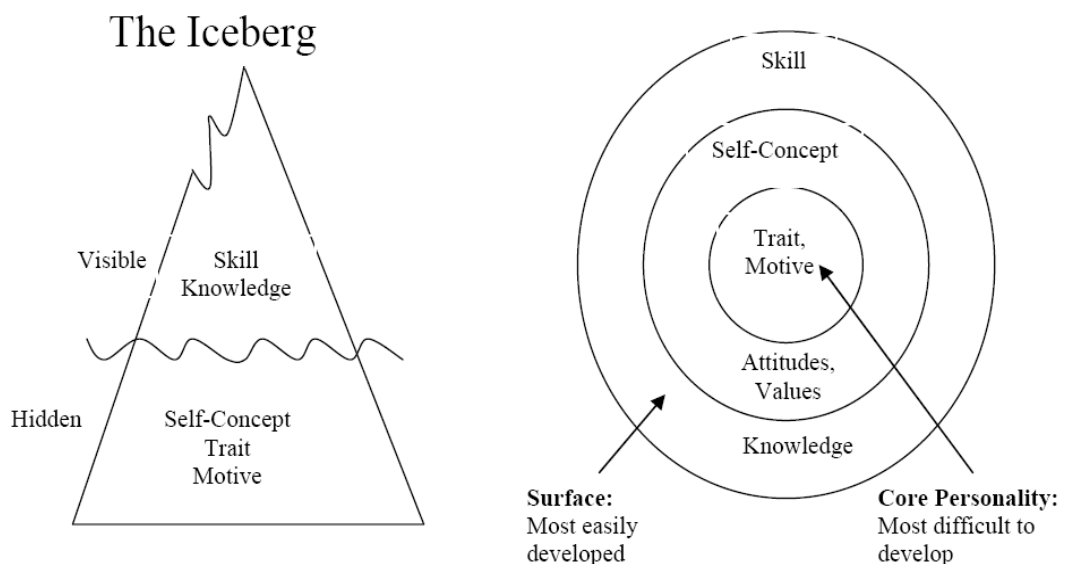 The Iceberg
Visible
Skill
Knowledge
Hidden
Self-Concept
Trait
Motive
Skill
Self-Concept
Trait,
Motive
Attitudes,
Values
Knowledge
Surface:
Most easily
developed
Core Personality:
Most difficult to
develop